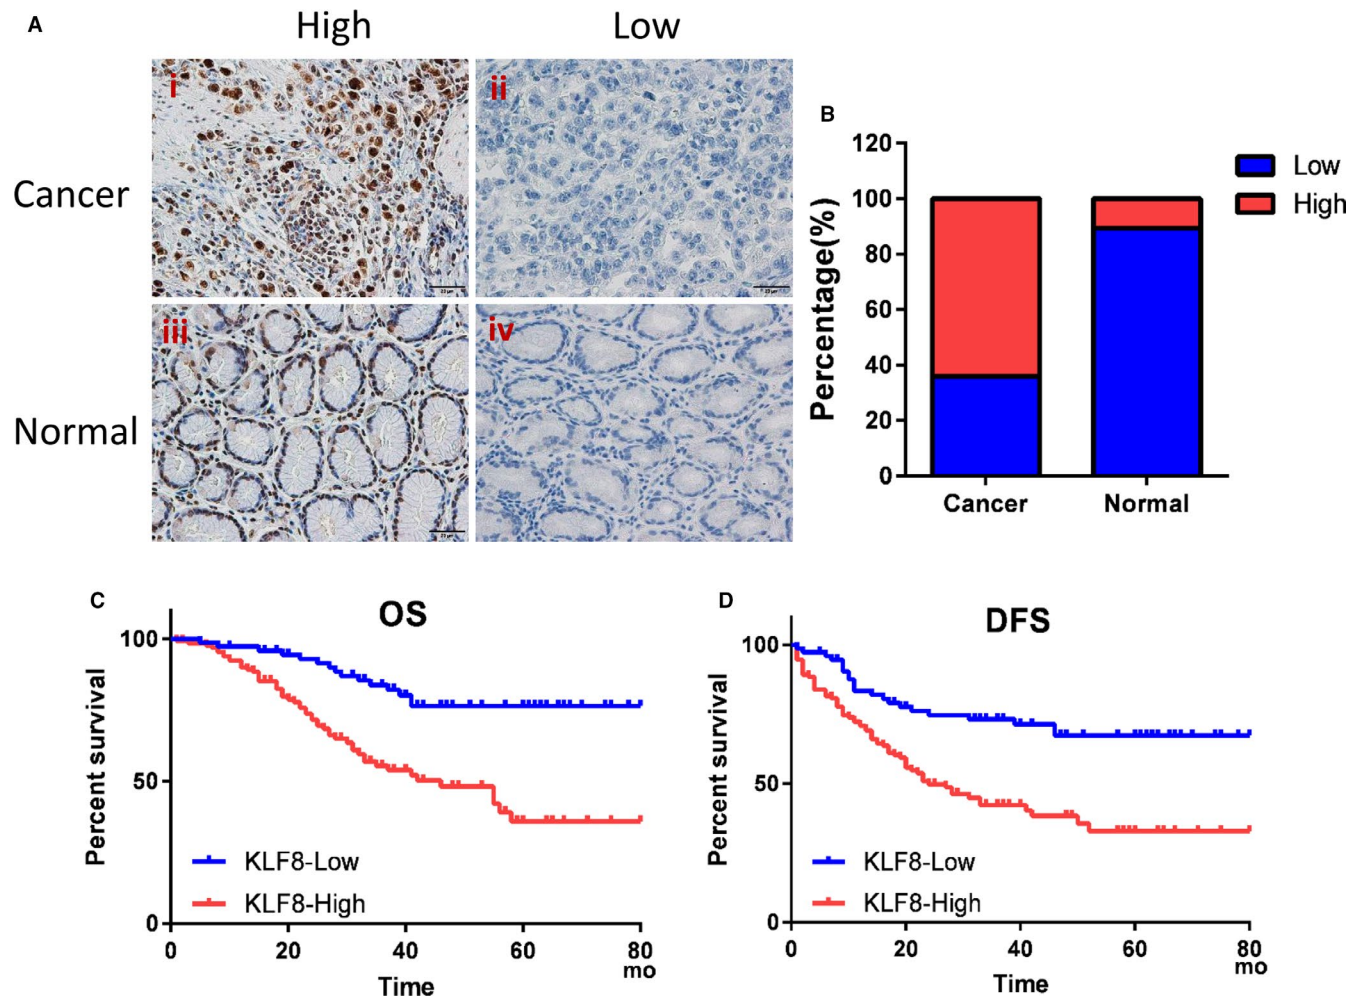 A
High
Low
i
ii
Cancer
iii
iv
Normal
B
Percentage(%)
120
100
80
60
40
20
0
Cancer
Normal
Low
High
C
OS
Percent survival
100
50
0
KLF8-Low
KLF8-High
0 20 40 60 80
mo
Time
D
DFS
Percent survival
100
50
0
KLF8-Low
KLF8-High
0 20 40 60 80
mo
Time